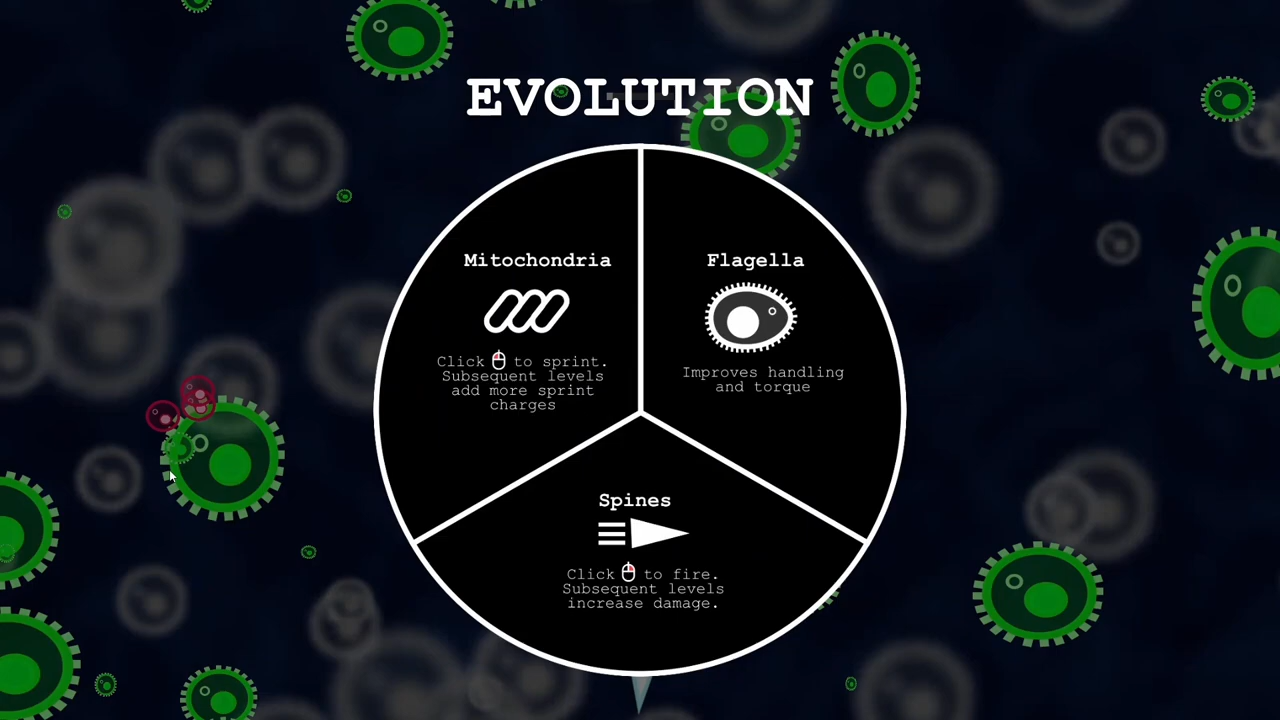 EVOLUTION
Mitochondria
Click to sprint.
Subsequent levels
add more sprint
charges
Flagella
Improves handling
and torque
Spines
Click to fire.
Subsequent levels
increase damage.